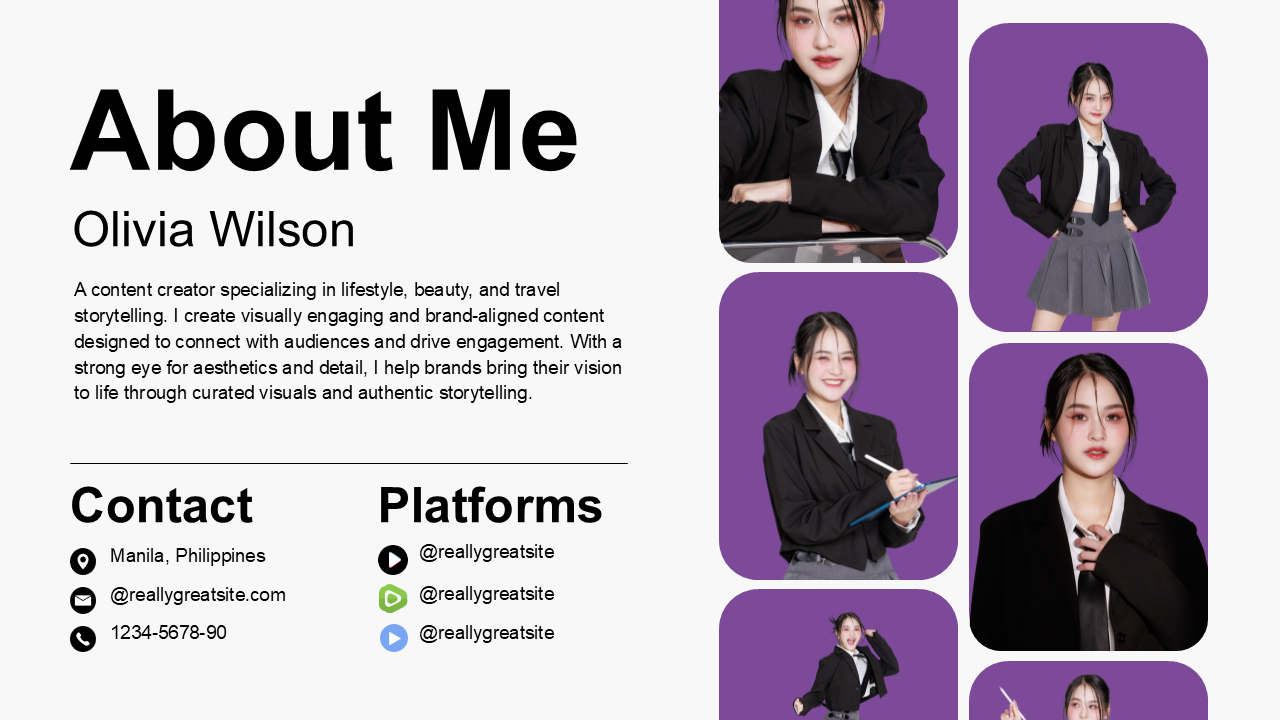 About Me
Olivia Wilson
A content creator specializing in lifestyle, beauty, and travel
storytelling. I create visually engaging and brand-aligned content
designed to connect with audiences and drive engagement. With a
strong eye for aesthetics and detail, I help brands bring their vision
to life through curated visuals and authentic storytelling.
Contact
Manila, Philippines
@reallygreatsite.com
1234-5678-90
Platforms
@reallygreatsite
@reallygreatsite
@reallygreatsite